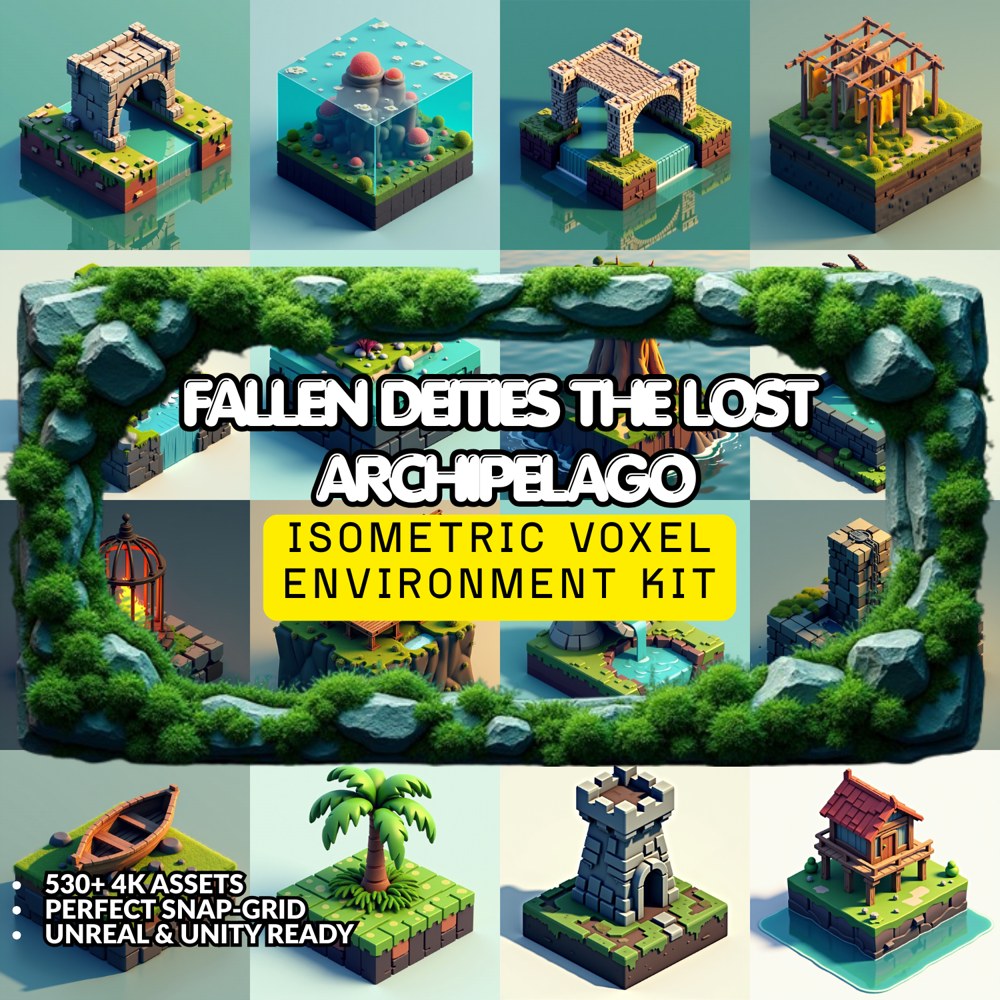 FALLEN DEITIES THE LOST
ARCHIPELAGO
ISOMETRIC VOXEL
ENVIRONMENT KIT
• 530+ 4K ASSETS
• PERFECT SNAP-GRID
• UNREAL & UNITY READY